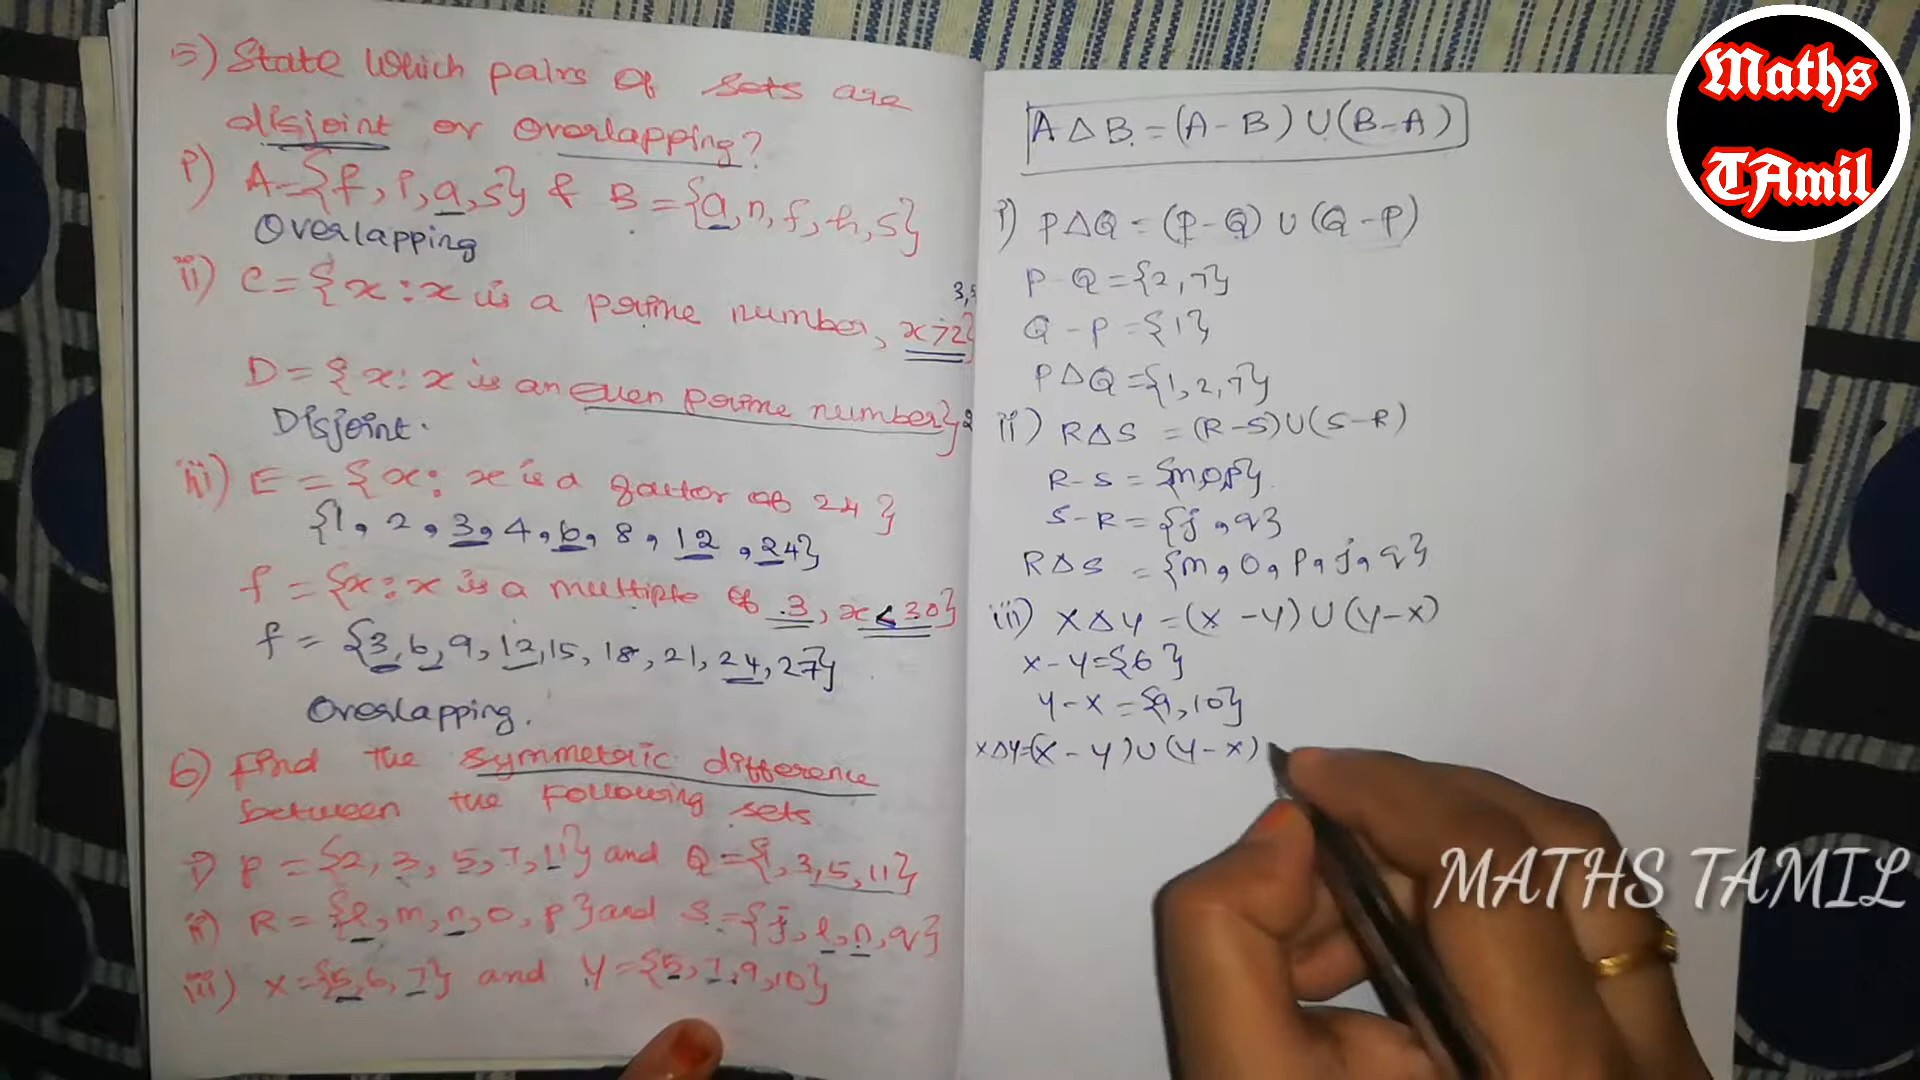 5) State which pairs of sets are
disjoint or overlapping?
i) A={f, i, a, s} & B = {a, n, f, h, s}
Overlapping
ii) C = {x : x is a prime number, x>2}
3,5
D = {x : x is an even prime number} 2
Disjoint.
iii) E = {x : x is a factor of 24}
{1, 2, 3, 4, 6, 8, 12, 24}
f = {x : x is a multiple of 3, x<30}
f = {3, 6, 9, 12, 15, 18, 21, 24, 27}
Overlapping.
6) Find the symmetric difference
between the following sets
i) P = {2, 3, 5, 7, 11} and Q = {1, 3, 5, 11}
ii) R = {l, m, n, o, p} and S = {j, l, n, q}
iii) X = {5, 6, 7} and Y = {5, 7, 9, 10}
A Δ B = (A - B) ∪ (B - A)
i) P Δ Q = (P - Q) ∪ (Q - P)
P - Q = {2, 7}
Q - P = {1}
P Δ Q = {1, 2, 7}
ii) R Δ S = (R - S) ∪ (S - R)
R - S = {m, o, p}
S - R = {j, q}
R Δ S = {m, o, p, j, q}
iii) X Δ Y = (X - Y) ∪ (Y - X)
X - Y = {6}
Y - X = {9, 10}
X Δ Y = (X - Y) ∪ (Y - X)
Maths
TAmil
MATHS TAMIL